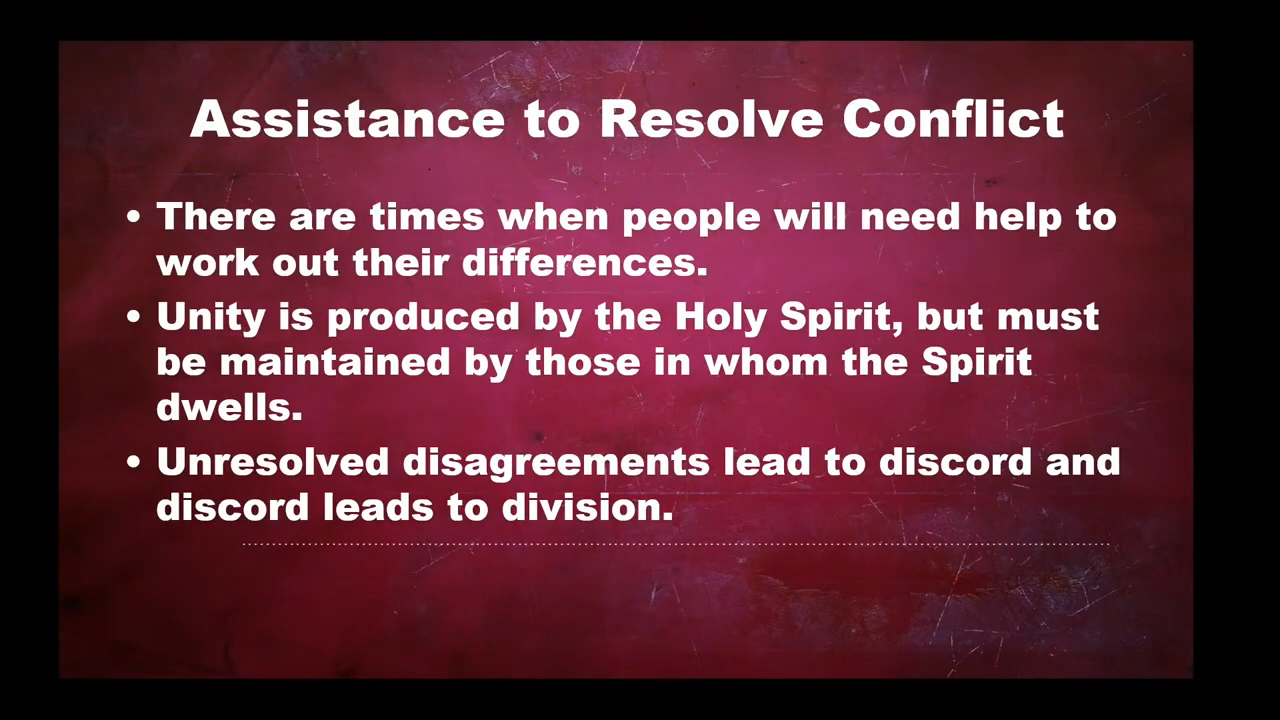 Assistance to Resolve Conflict
• There are times when people will need help to
work out their differences.
• Unity is produced by the Holy Spirit, but must
be maintained by those in whom the Spirit
dwells.
• Unresolved disagreements lead to discord and
discord leads to division.